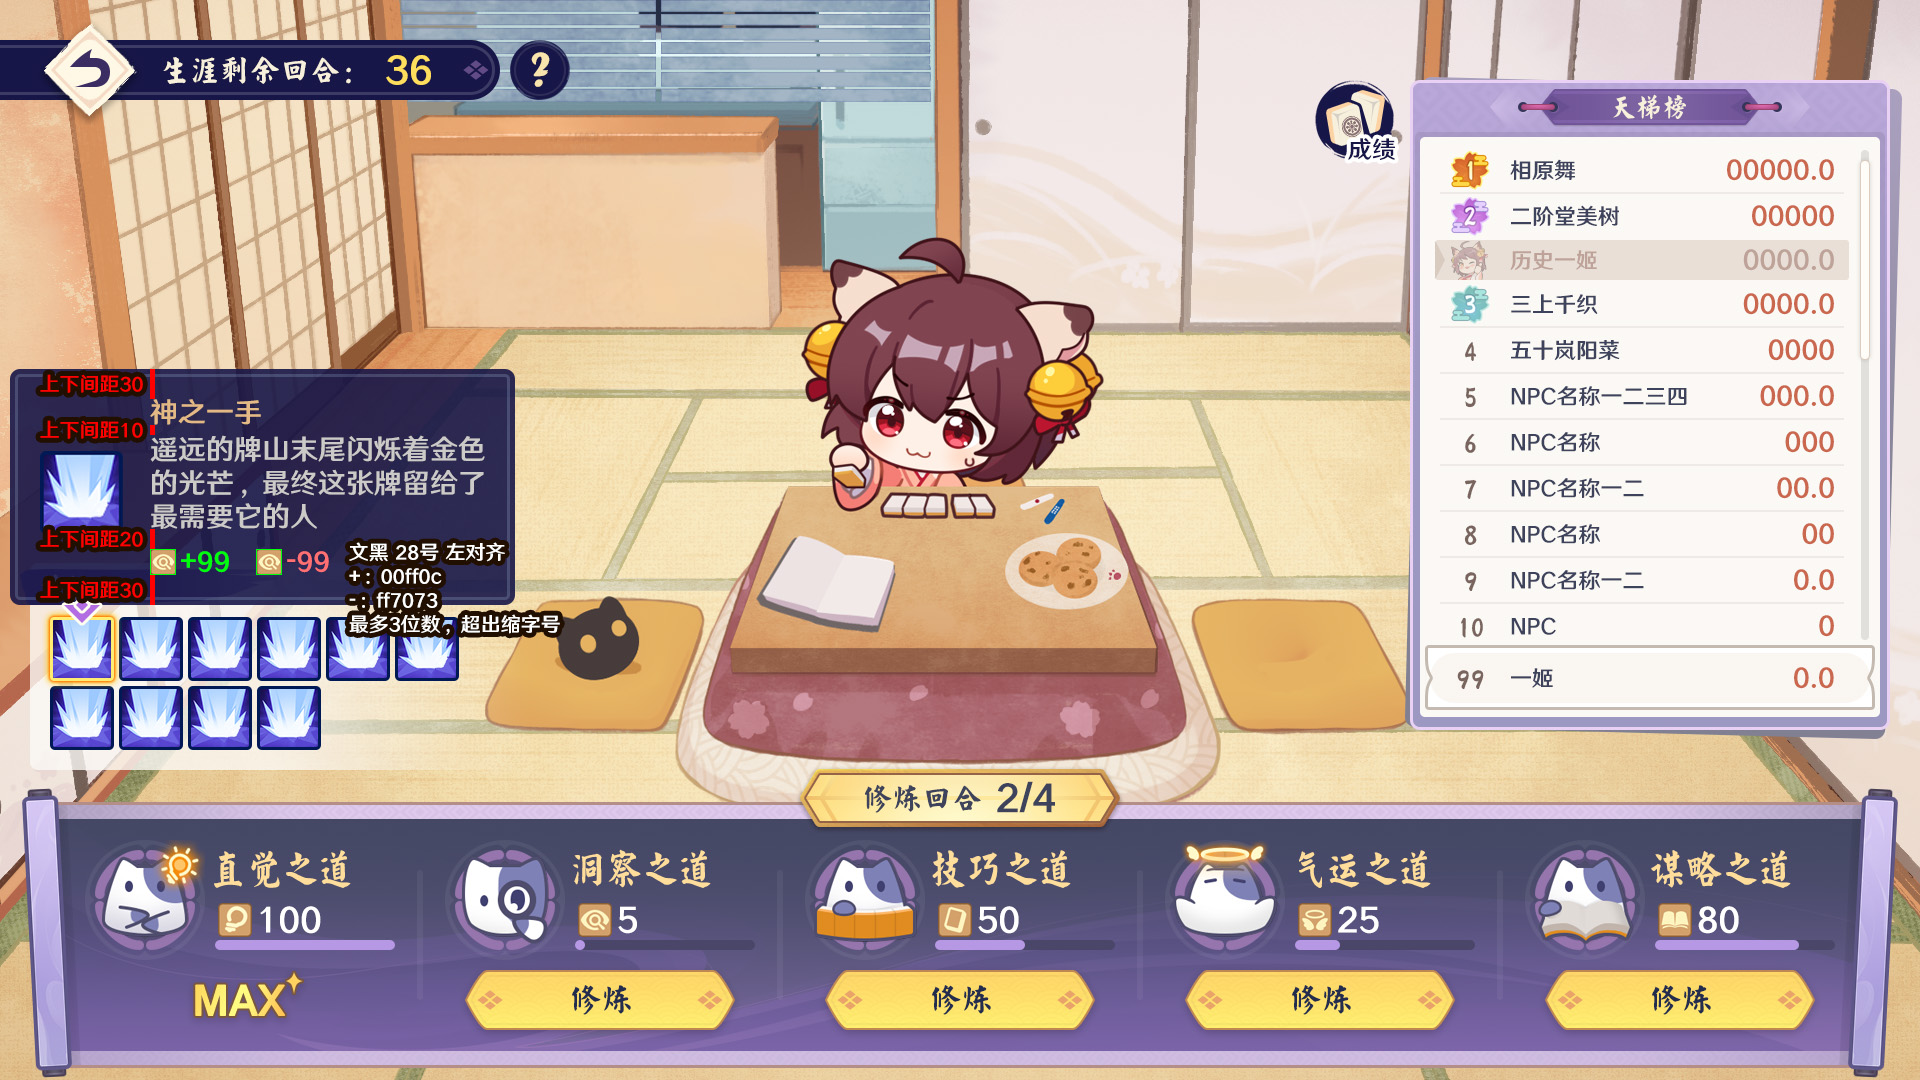 生涯剩余回合： 36
?
成绩
天梯榜
1 相原舞 00000.0
2 二阶堂美树 00000
历史一姬 0000.0
3 三上千织 0000.0
4 五十岚阳菜 0000
5 NPC名称一二三四 000.0
6 NPC名称 000
7 NPC名称一二 00.0
8 NPC名称 00
9 NPC名称一二 0.0
10 NPC 0
99 一姬 0.0
上下间距30
神之一手
上下间距10
遥远的牌山末尾闪烁着金色
的光芒，最终这张牌留给了
最需要它的人
上下间距20
+99 -99
上下间距30
文黑 28号 左对齐
+：00ff0c
-：ff7073
最多3位数，超出缩字号
修炼回合 2/4
直觉之道
100
MAX
洞察之道
5
修炼
技巧之道
50
修炼
气运之道
25
修炼
谋略之道
80
修炼